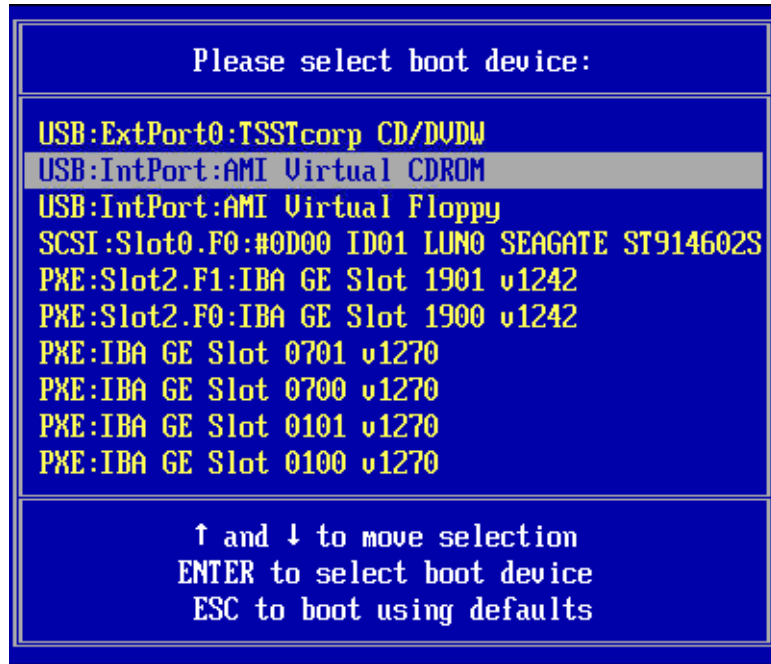 Please select boot device:
USB:ExtPort0:TSSTcorp CD/DVDW
USB:IntPort:AMI Virtual CDROM
USB:IntPort:AMI Virtual Floppy
SCSI:Slot0.F0:#0D00 ID01 LUN0 SEAGATE ST914602S
PXE:Slot2.F1:IBA GE Slot 1901 v1242
PXE:Slot2.F0:IBA GE Slot 1900 v1242
PXE:IBA GE Slot 0701 v1270
PXE:IBA GE Slot 0700 v1270
PXE:IBA GE Slot 0101 v1270
PXE:IBA GE Slot 0100 v1270
↑ and ↓ to move selection
ENTER to select boot device
ESC to boot using defaults